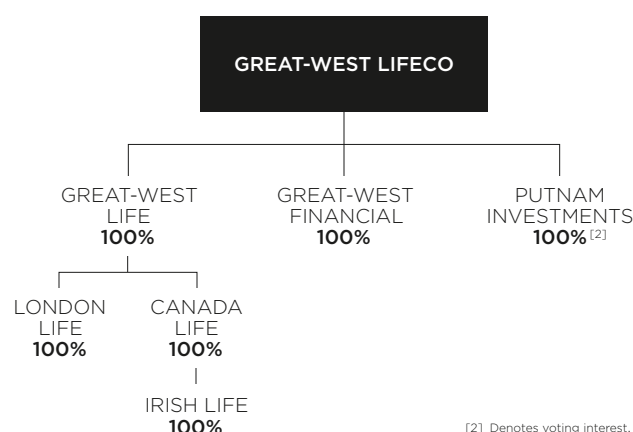 GREAT-WEST LIFECO
GREAT-WEST
LIFE
100%
GREAT-WEST
FINANCIAL
100%
PUTNAM
INVESTMENTS
100% [2]
LONDON
LIFE
100%
CANADA
LIFE
100%
IRISH LIFE
100%
[2] Denotes voting interest.